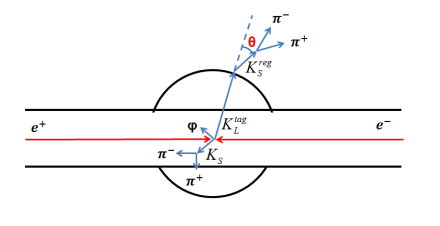 π⁻
θ
π⁺
K_S^{reg}
e⁺
φ
K_L^{tag}
e⁻
π⁻
K_S
π⁺